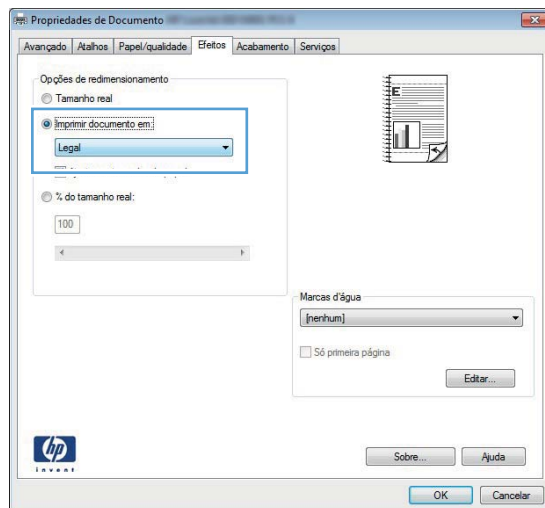 Propriedades de Documento
Avançado Atalhos Papel/qualidade Efeitos Acabamento Serviços
Opções de redimensionamento
Tamanho real
Imprimir documento em:
Legal
% do tamanho real:
100
E
Marcas d'água
[nenhum]
Só primeira página
Editar...
hp
invent
Sobre... Ajuda
OK Cancelar